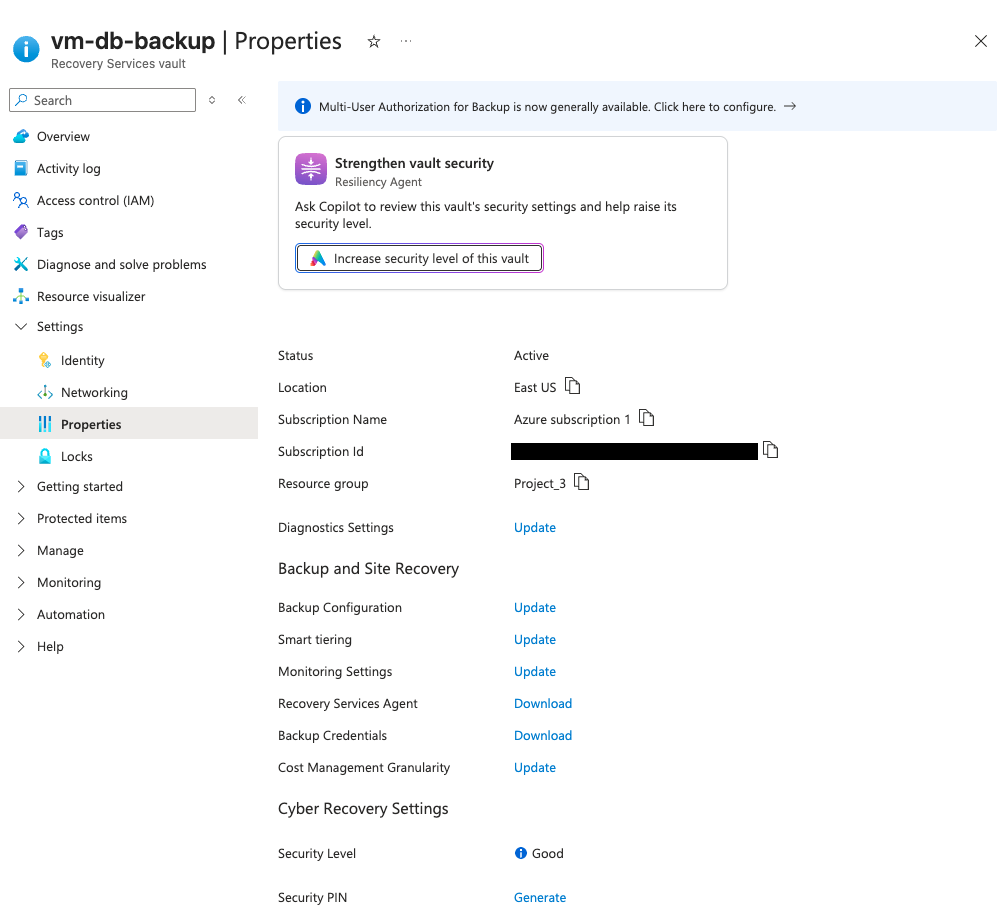 vm-db-backup | Properties
Recovery Services vault
Search
Overview
Activity log
Access control (IAM)
Tags
Diagnose and solve problems
Resource visualizer
Settings
Identity
Networking
Properties
Locks
Getting started
Protected items
Manage
Monitoring
Automation
Help
Multi-User Authorization for Backup is now generally available. Click here to configure.
Strengthen vault security
Resiliency Agent
Ask Copilot to review this vault's security settings and help raise its
security level.
Increase security level of this vault
Status Active
Location East US
Subscription Name Azure subscription 1
Subscription Id
Resource group Project_3
Diagnostics Settings Update
Backup and Site Recovery
Backup Configuration Update
Smart tiering Update
Monitoring Settings Update
Recovery Services Agent Download
Backup Credentials Download
Cost Management Granularity Update
Cyber Recovery Settings
Security Level Good
Security PIN Generate